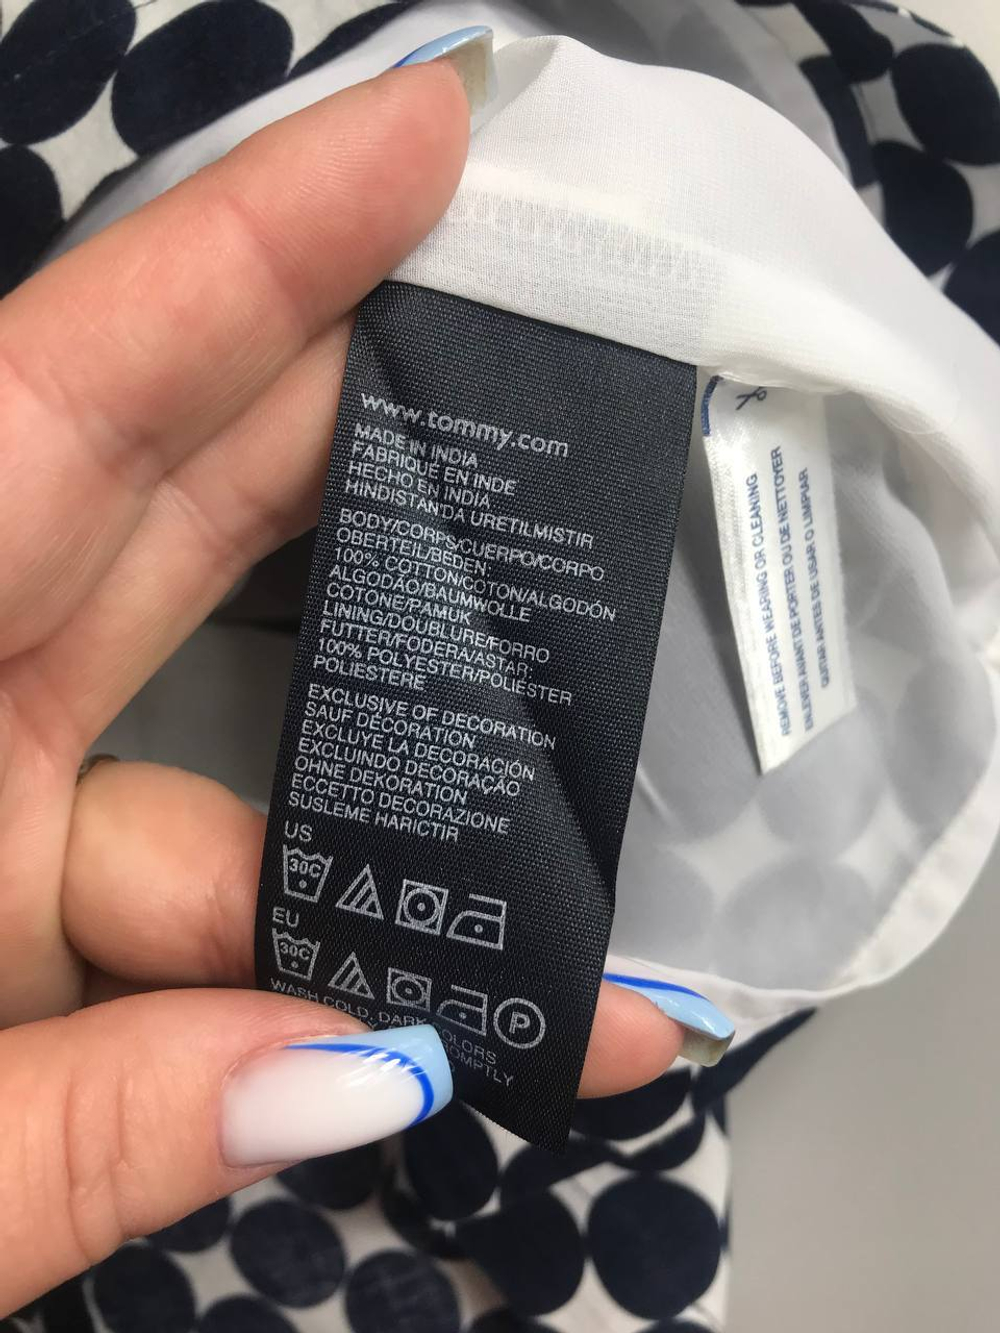 www.tommy.com
MADE IN INDIA
FABRIQUÉ EN INDE
HECHO EN INDIA
HINDISTAN'DA URETILMISTIR
BODY/CORPS/CUERPO/CORPO
OBERTEIL/BEDEN:
100% COTTON/COTON/ALGODÓN
ALGODÃO/BAUMWOLLE
COTONE/PAMUK
LINING/DOUBLURE/FORRO
FUTTER/FODERA/ASTAR:
100% POLYESTER/POLIESTER
POLIESTERE
EXCLUSIVE OF DECORATION
SAUF DÉCORATION
EXCLUYE LA DECORACIÓN
EXCLUINDO DECORAÇÃO
OHNE DEKORATION
ECCETTO DECORAZIONE
SUSLEME HARICTIR
US
30C
EU
30C
P
WASH COLD, DARK COLORS
REMOVE BEFORE WEARING OR CLEANING
ENLEVER AVANT DE PORTER OU DE NETTOYER
QUITAR ANTES DE USAR O LIMPIAR